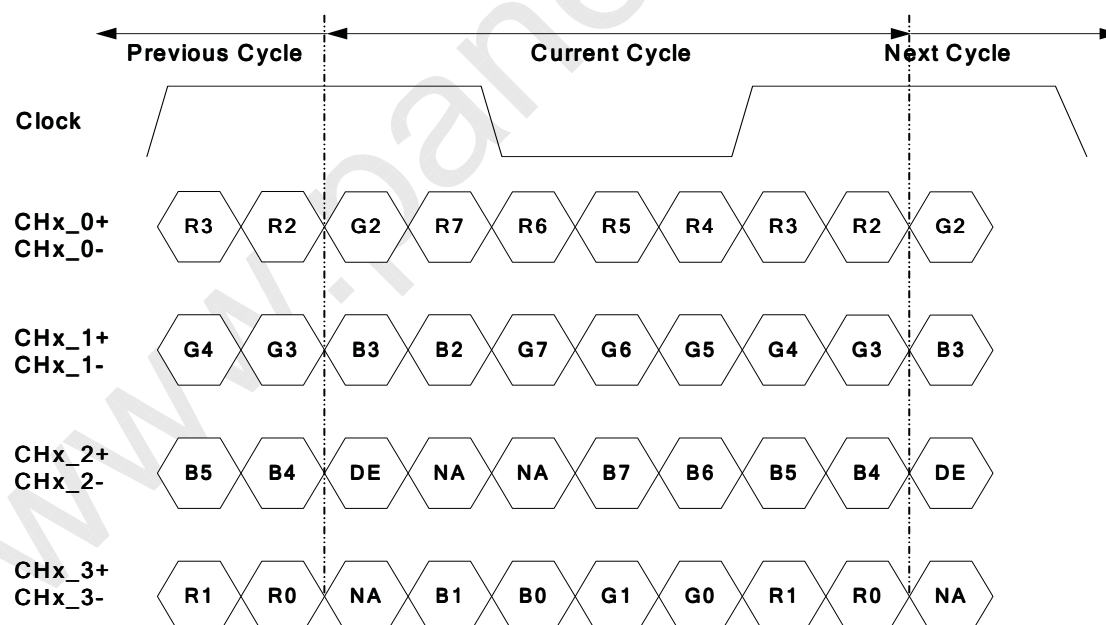 Previous Cycle Current Cycle Next Cycle
Clock
CHx_0+
CHx_0-
R3 R2 G2 R7 R6 R5 R4 R3 R2 G2
CHx_1+
CHx_1-
G4 G3 B3 B2 G7 G6 G5 G4 G3 B3
CHx_2+
CHx_2-
B5 B4 DE NA NA B7 B6 B5 B4 DE
CHx_3+
CHx_3-
R1 R0 NA B1 B0 G1 G0 R1 R0 NA
www.pane